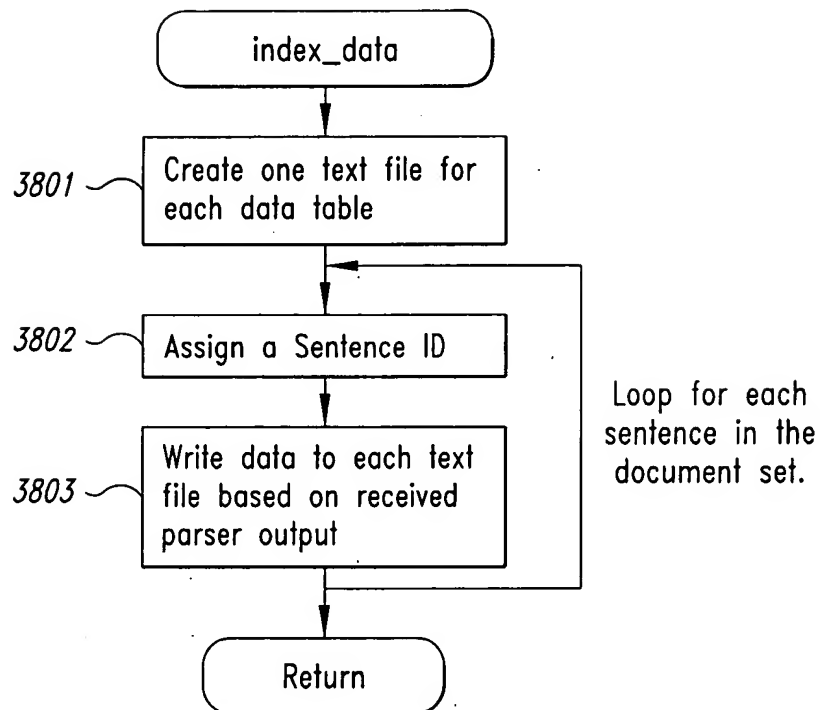 index_data
3801
Create one text file for
each data table
3802
Assign a Sentence ID
Loop for each
sentence in the
document set.
3803
Write data to each text
file based on received
parser output
Return